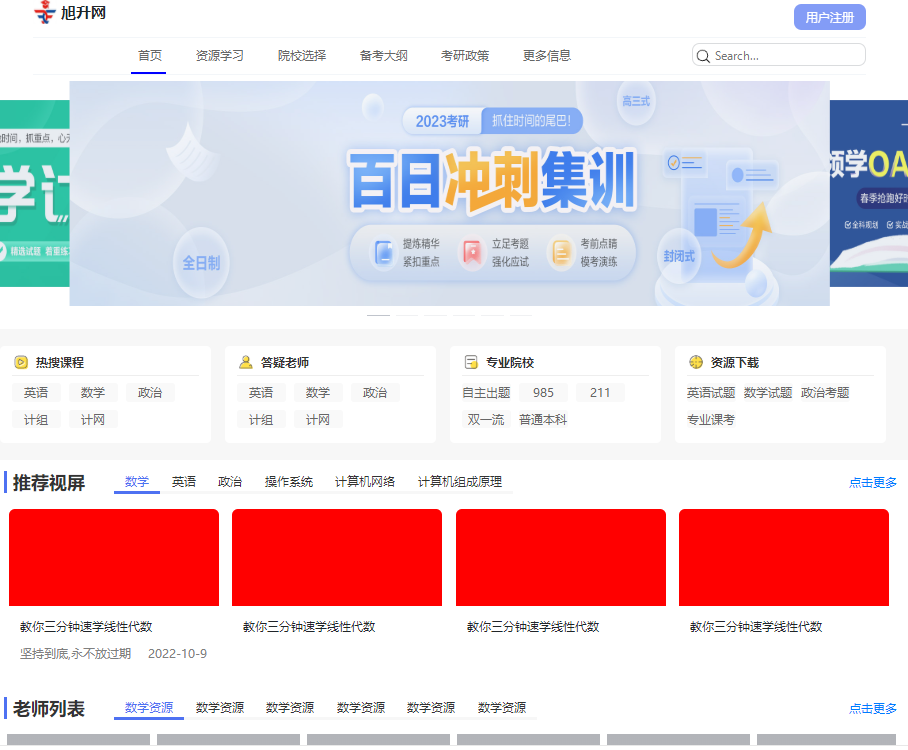 旭升网
用户注册
首页 资源学习 院校选择 备考大纲 考研政策 更多信息
Search...
2023考研 抓住时间的尾巴!
高三式
百日冲刺集训
全日制
提炼精华 紧扣重点
立足考题 强化应试
考前点睛 模考演练
封闭式
时间，抓重点，心无
学计
精选试题
领学OA
春季抢跑好班
全科规划
热搜课程
英语 数学 政治
计组 计网
答疑老师
英语 数学 政治
计组 计网
专业院校
自主出题 985 211
双一流 普通本科
资源下载
英语试题 数学试题 政治考题
专业课考
推荐视屏 数学 英语 政治 操作系统 计算机网络 计算机组成原理 点击更多
教你三分钟速学线性代数
坚持到底,永不放过期 2022-10-9
教你三分钟速学线性代数
教你三分钟速学线性代数
教你三分钟速学线性代数
老师列表 数学资源 数学资源 数学资源 数学资源 数学资源 数学资源 点击更多